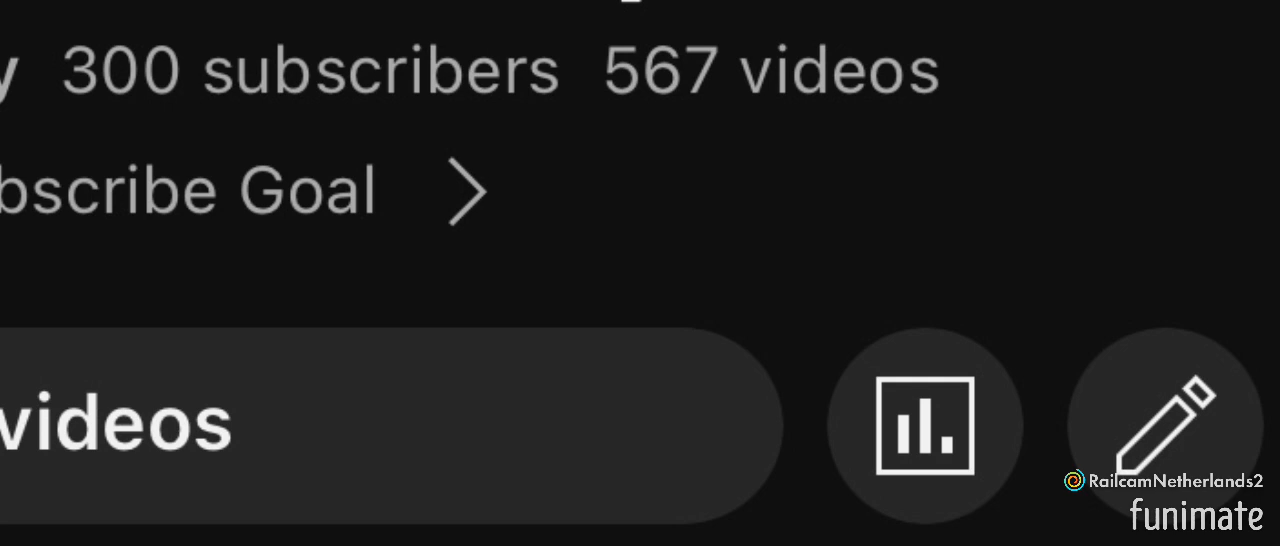 y 300 subscribers 567 videos
bscribe Goal
videos
RailcamNetherlands2
funimate